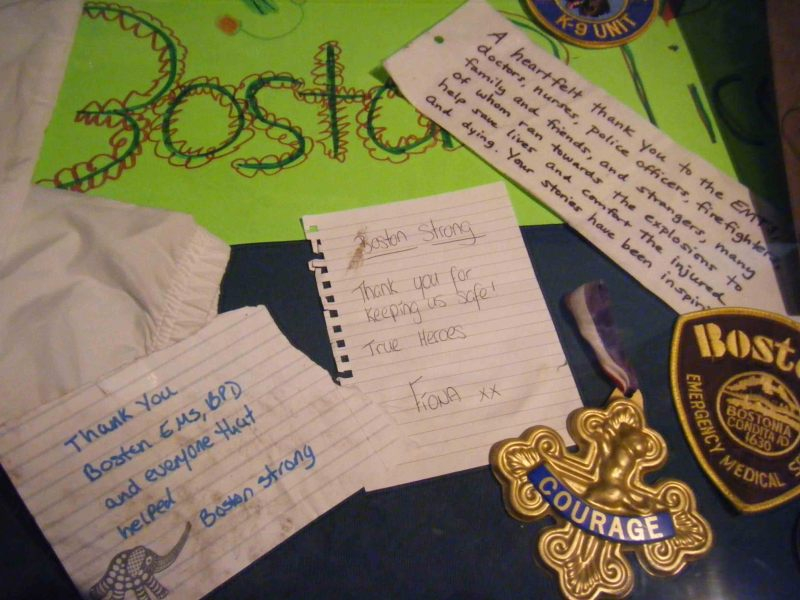 Boston
K-9 UNIT
A heartfelt thank you to the EMT's,
doctors, nurses, police officers, firefighter,
family and friends, and strangers, many
of whom ran towards the explosions to
help save lives and comfort the injured
and dying. Your stories have been
Boston Strong
Thank you for
keeping us safe!
True Heroes
FIONA xx
Thank You
Boston EMS, BPD
and everyone that
helped
Boston strong
COURAGE
Bosto
EMERGENCY MEDICAL
BOSTONIA
CONDITA AD
1630